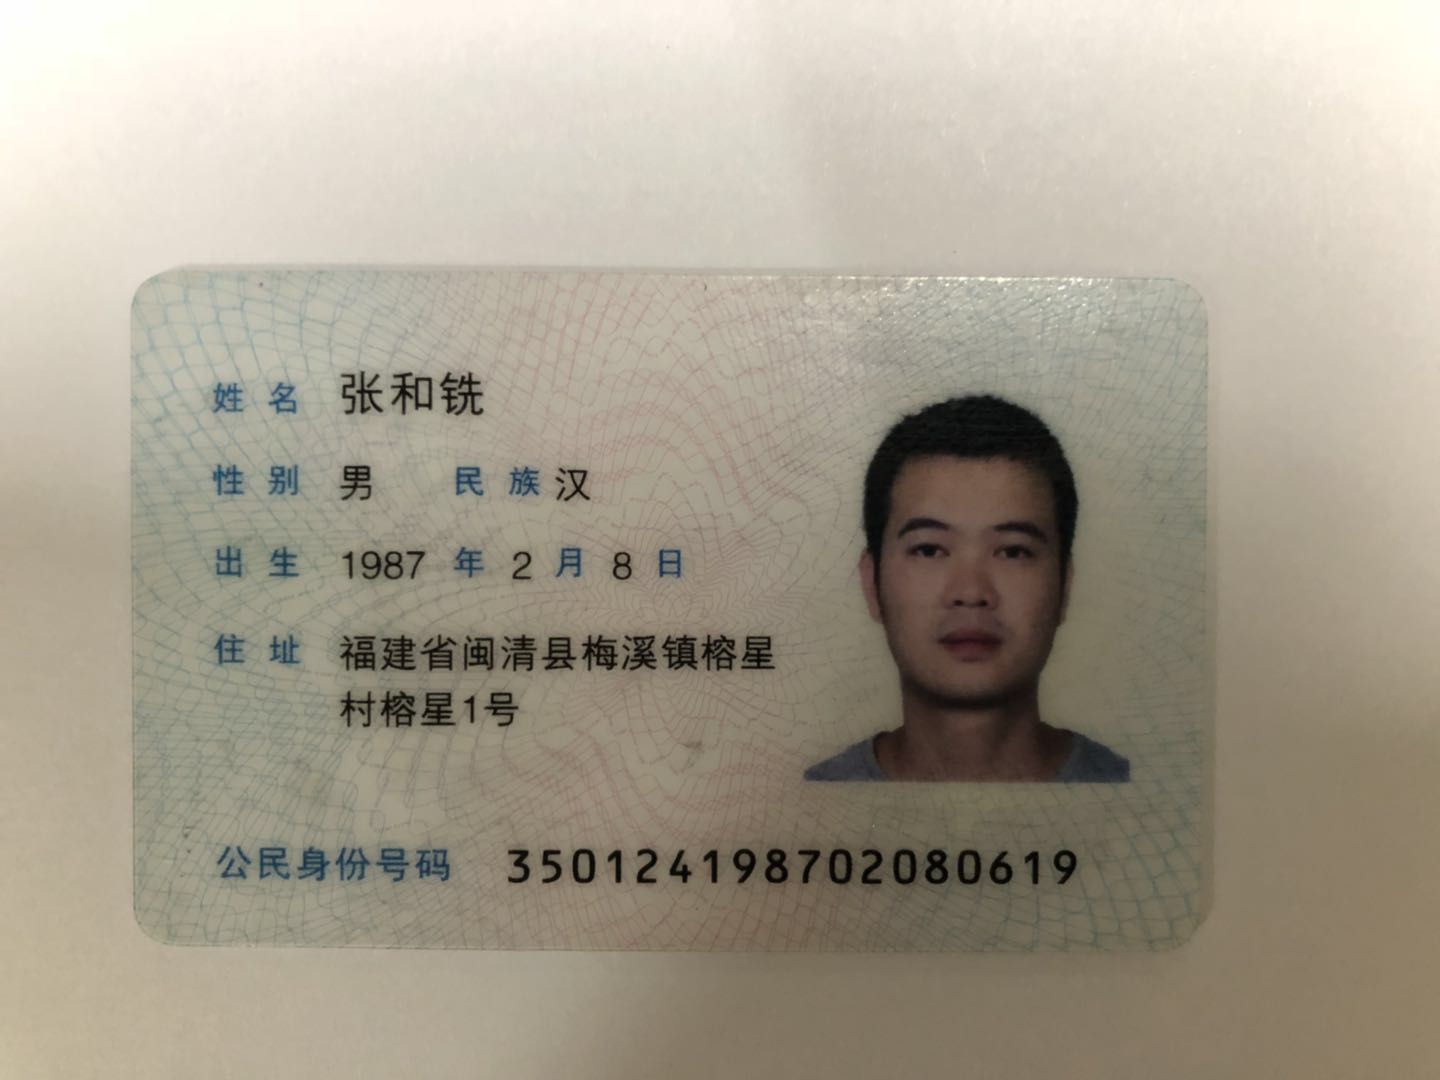 姓名 张和铣
性别 男 民族 汉
出生 1987 年 2 月 8 日
住址 福建省闽清县梅溪镇榕星
村榕星1号
公民身份号码 350124198702080619